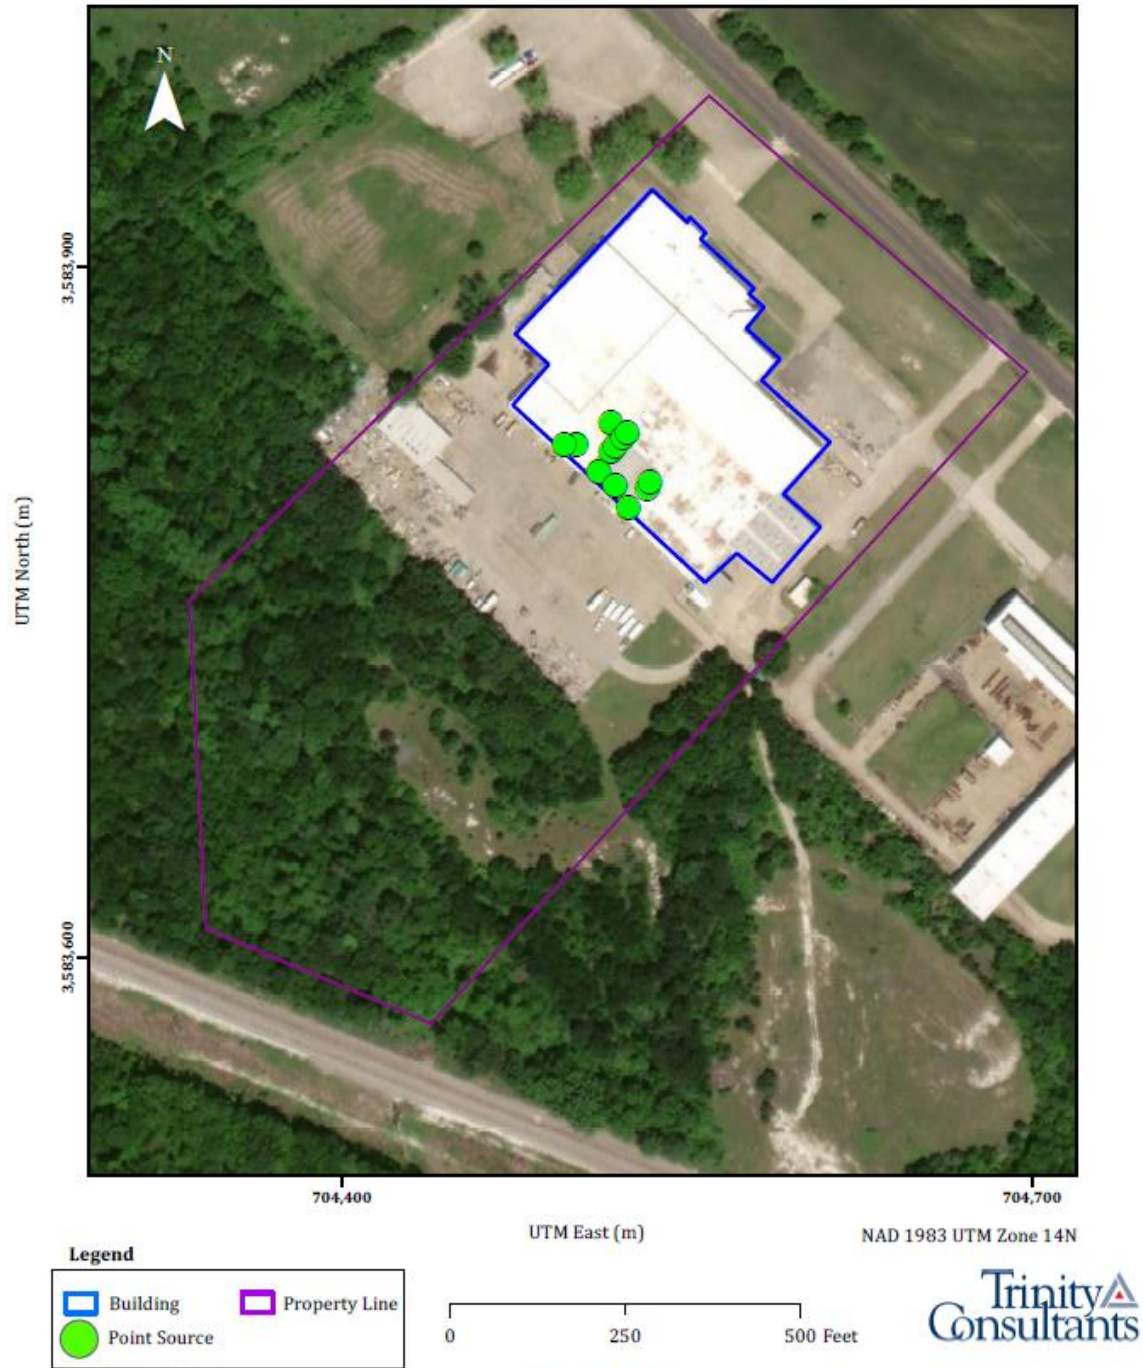 N
3,583,900
UTM North (m)
3,583,600
704,400
704,700
UTM East (m)
NAD 1983 UTM Zone 14N
Legend
Building
Property Line
Point Source
0
250
500 Feet
Trinity
Consultants